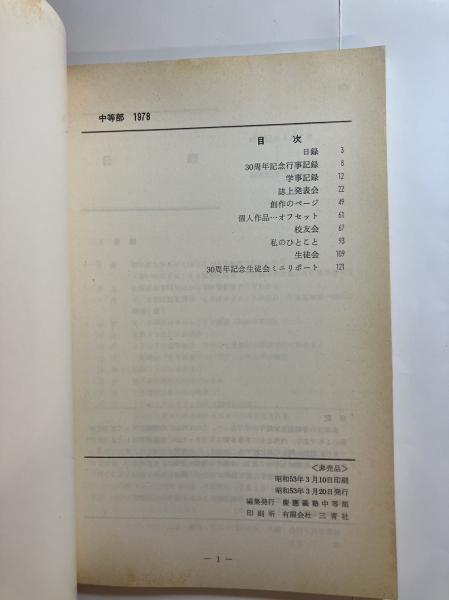 中等部 1978
目次
日録 3
30周年記念行事記録 8
学事記録 12
誌上発表会 22
創作のページ 49
個人作品…オフセット 61
校友会 67
私のひとこと 93
生徒会 109
30周年記念生徒会ミニリポート 121
<非売品>
昭和53年3月10日印刷
昭和53年3月20日発行
編集発行 慶應義塾中等部
印刷所 有限会社 三青社
— 1 —